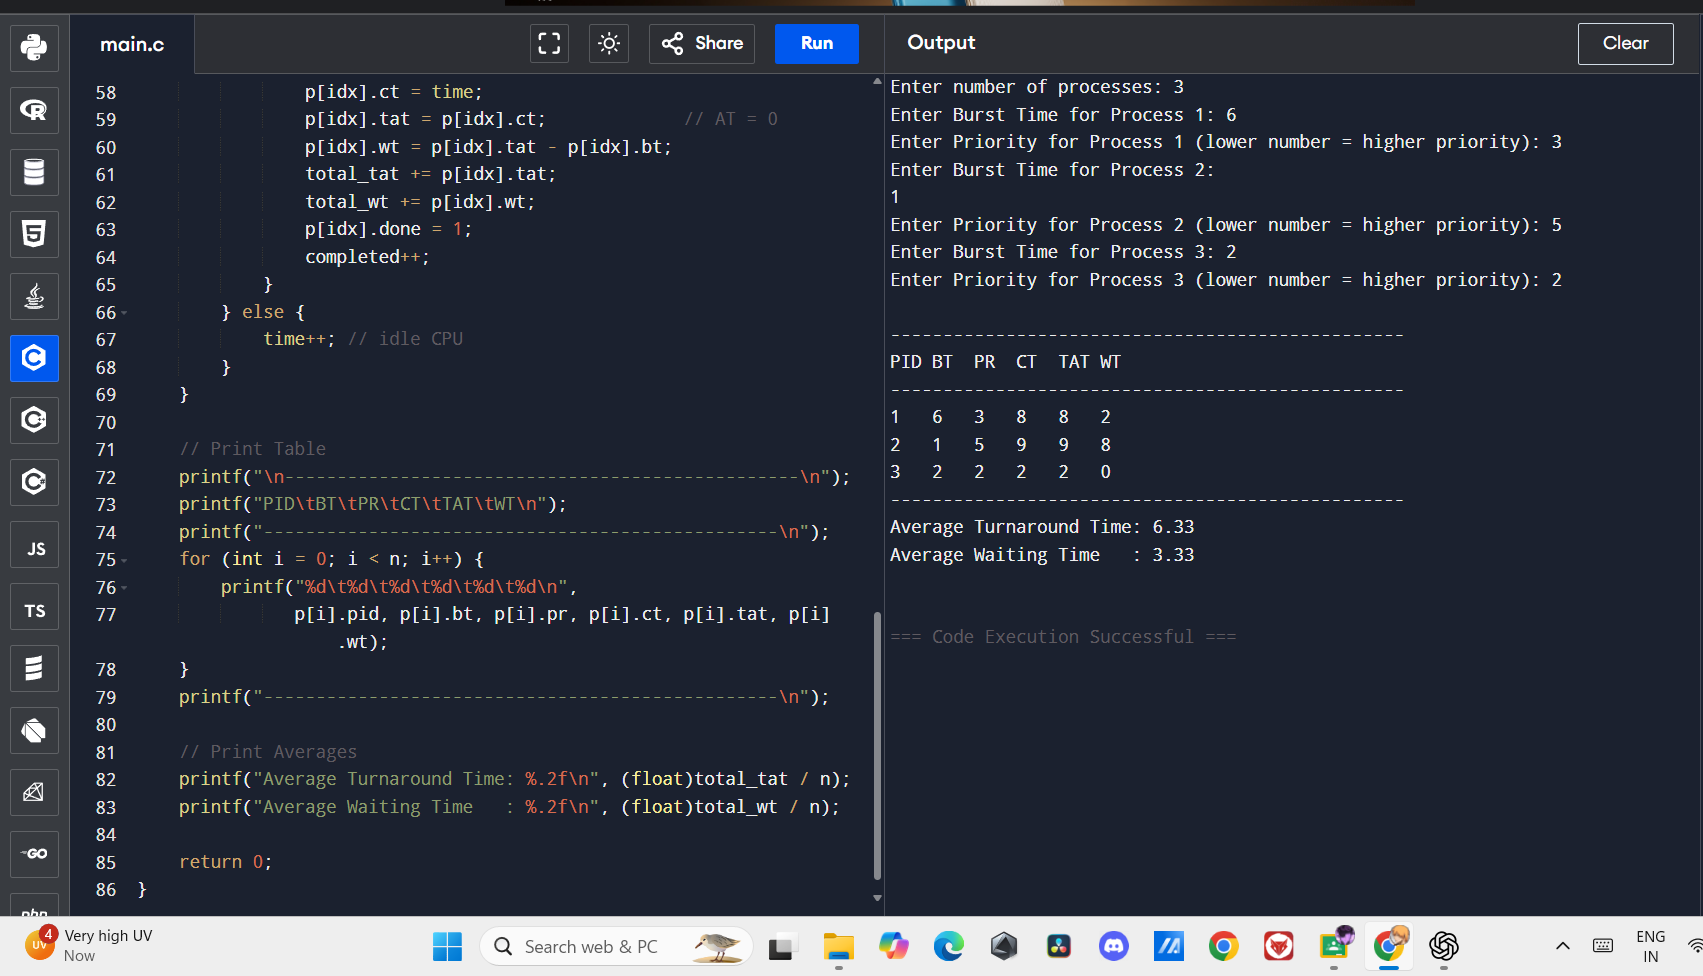 main.c
Share
Run
Output
Clear
58 p[idx].ct = time;
59 p[idx].tat = p[idx].ct; // AT = 0
60 p[idx].wt = p[idx].tat - p[idx].bt;
61 total_tat += p[idx].tat;
62 total_wt += p[idx].wt;
63 p[idx].done = 1;
64 completed++;
65 }
66 } else {
67 time++; // idle CPU
68 }
69 }
70
71 // Print Table
72 printf("\n-------------------------------------------------\n");
73 printf("PID\tBT\tPR\tCT\tTAT\tWT\n");
74 printf("-------------------------------------------------\n");
75 for (int i = 0; i < n; i++) {
76 printf("%d\t%d\t%d\t%d\t%d\t%d\n",
77 p[i].pid, p[i].bt, p[i].pr, p[i].ct, p[i].tat, p[i]
.wt);
78 }
79 printf("-------------------------------------------------\n");
80
81 // Print Averages
82 printf("Average Turnaround Time: %.2f\n", (float)total_tat / n);
83 printf("Average Waiting Time   : %.2f\n", (float)total_wt / n);
84
85 return 0;
86 }
Enter number of processes: 3
Enter Burst Time for Process 1: 6
Enter Priority for Process 1 (lower number = higher priority): 3
Enter Burst Time for Process 2:
1
Enter Priority for Process 2 (lower number = higher priority): 5
Enter Burst Time for Process 3: 2
Enter Priority for Process 3 (lower number = higher priority): 2
-------------------------------------------------
PID BT PR CT TAT WT
-------------------------------------------------
1 6 3 8 8 2
2 1 5 9 9 8
3 2 2 2 2 0
-------------------------------------------------
Average Turnaround Time: 6.33
Average Waiting Time   : 3.33
=== Code Execution Successful ===
R
5
C
C
C
JS
TS
GO
php
UV
4
Very high UV
Now
Search web & PC
ENG
IN